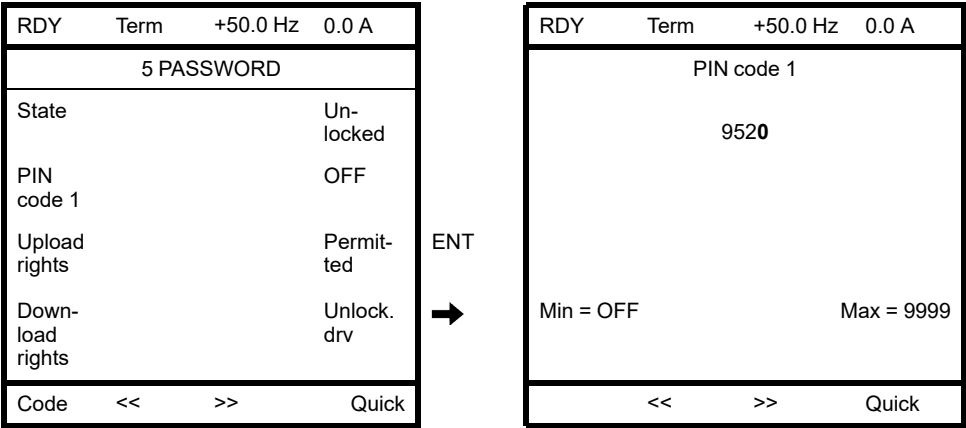 RDY Term +50.0 Hz 0.0 A
5 PASSWORD
State Un-
locked
PIN OFF
code 1
Upload Permit-
rights ted
Down- Unlock.
load drv
rights
Code << >> Quick
ENT
RDY Term +50.0 Hz 0.0 A
PIN code 1
9520
Min = OFF Max = 9999
<< >> Quick